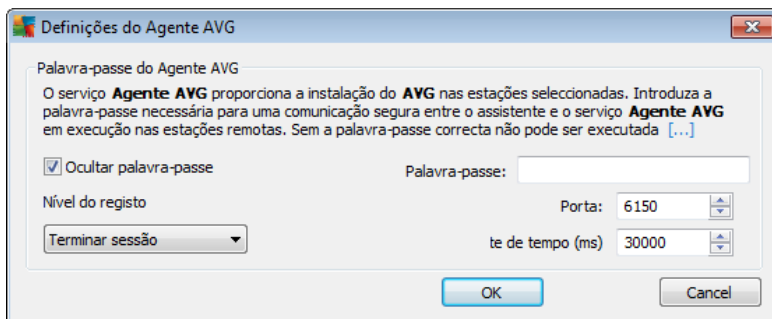 Definições do Agente AVG
Palavra-passe do Agente AVG
O serviço Agente AVG proporciona a instalação do AVG nas estações seleccionadas. Introduza a
palavra-passe necessária para uma comunicação segura entre o assistente e o serviço Agente AVG
em execução nas estações remotas. Sem a palavra-passe correcta não pode ser executada [...]
Ocultar palavra-passe
Palavra-passe:
Nível do registo
Porta: 6150
Terminar sessão
te de tempo (ms) 30000
OK
Cancel